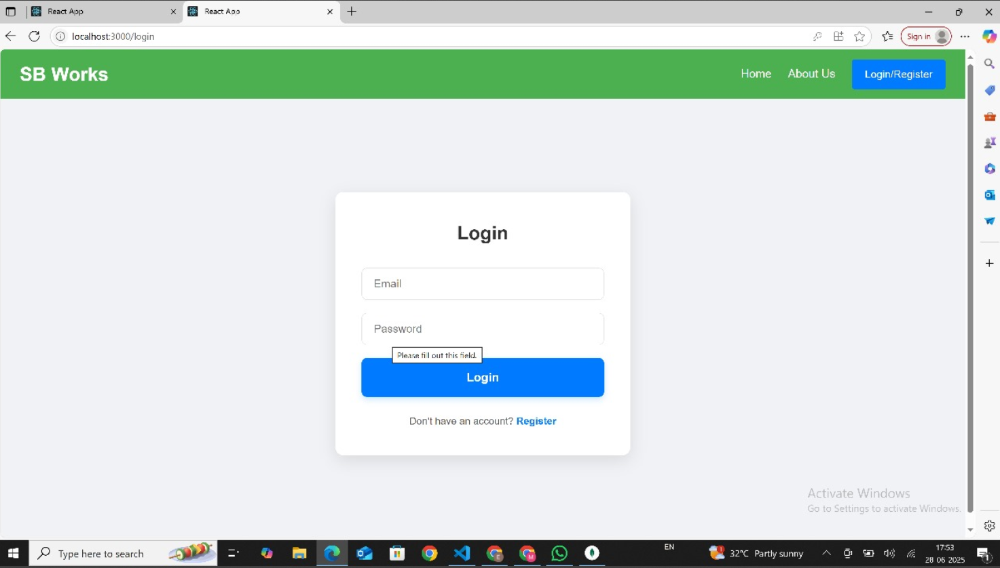 React App
React App
localhost:3000/login
Sign in
SB Works
Home
About Us
Login/Register
Login
Email
Password
Please fill out this field.
Login
Don't have an account? Register
Activate Windows
Go to Settings to activate Windows.
Type here to search
EN
32°C Partly sunny
17:53
28-06-2025